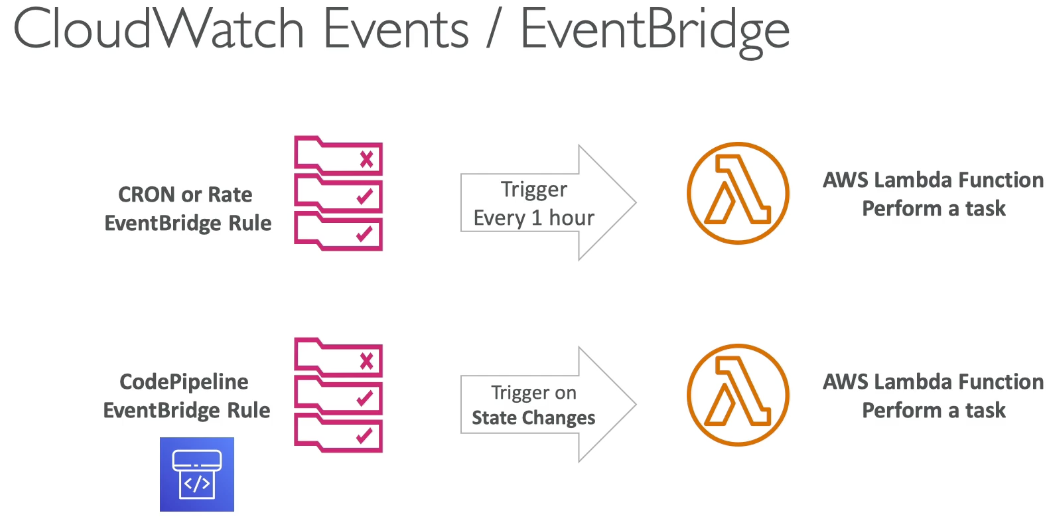 CloudWatch Events / EventBridge
CRON or Rate
EventBridge Rule
Trigger
Every 1 hour
AWS Lambda Function
Perform a task
CodePipeline
EventBridge Rule
</>
Trigger on
State Changes
AWS Lambda Function
Perform a task